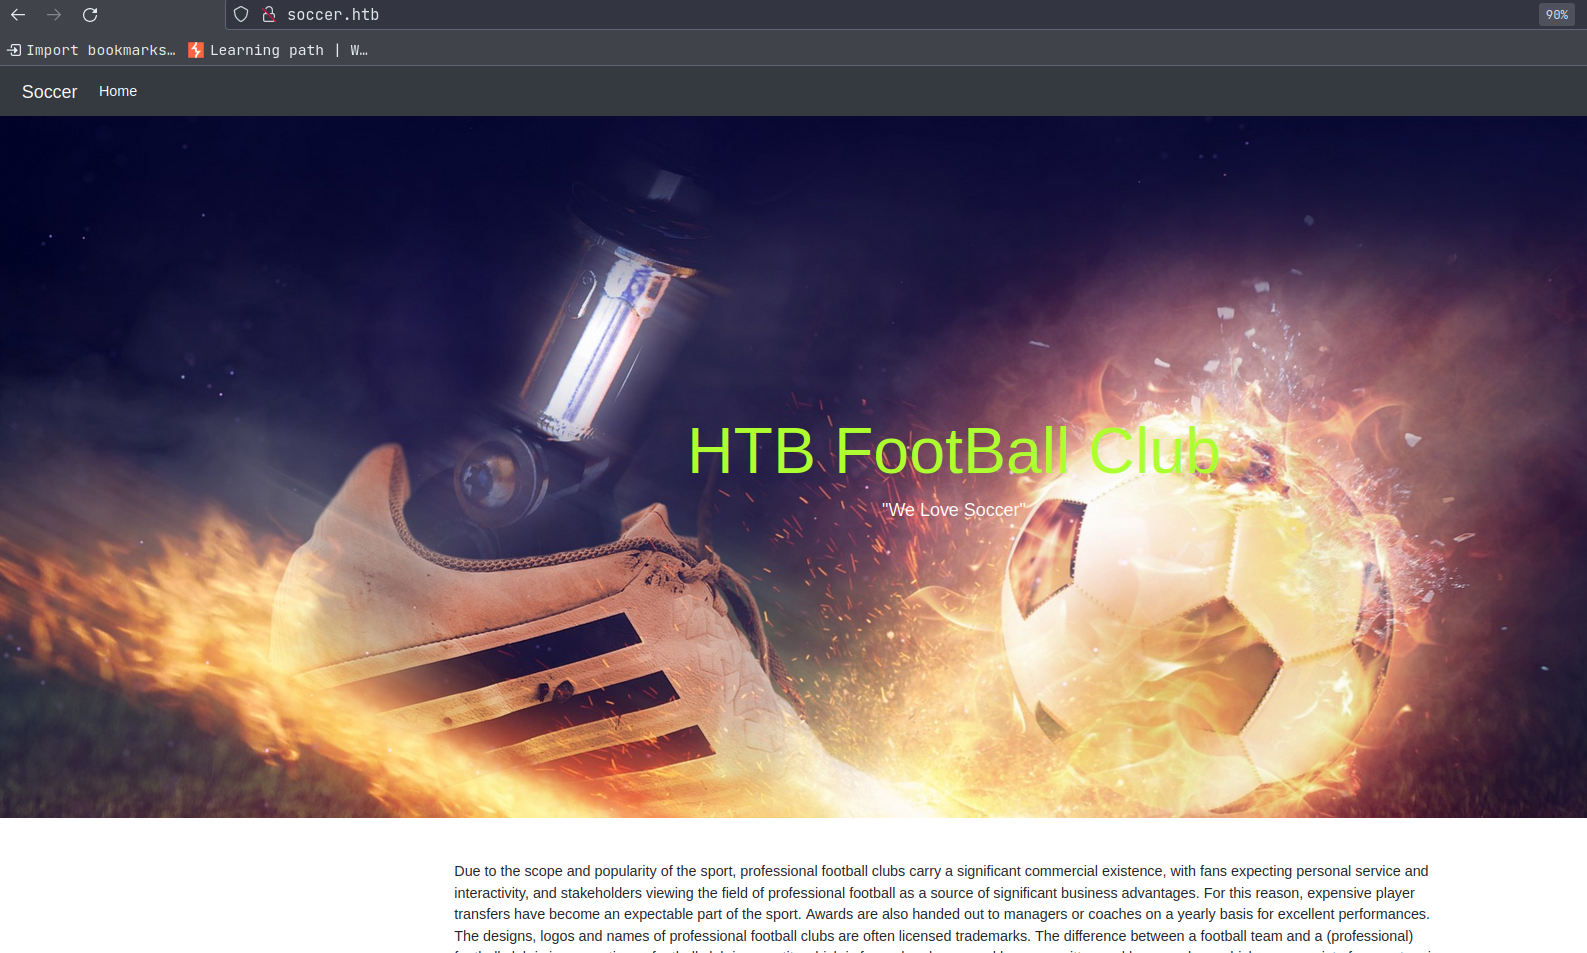 soccer.htb
90%
Import bookmarks…
Learning path | W…
Soccer
Home
HTB FootBall Club
"We Love Soccer"
Due to the scope and popularity of the sport, professional football clubs carry a significant commercial existence, with fans expecting personal service and
interactivity, and stakeholders viewing the field of professional football as a source of significant business advantages. For this reason, expensive player
transfers have become an expectable part of the sport. Awards are also handed out to managers or coaches on a yearly basis for excellent performances.
The designs, logos and names of professional football clubs are often licensed trademarks. The difference between a football team and a (professional)